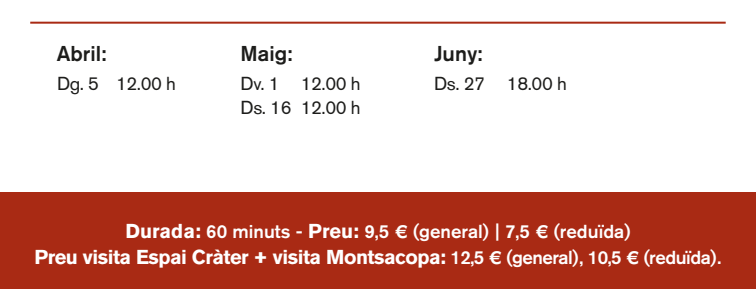 Abril:
Dg. 5 12.00 h
Maig:
Dv. 1 12.00 h
Ds. 16 12.00 h
Juny:
Ds. 27 18.00 h
Durada: 60 minuts - Preu: 9,5 € (general) | 7,5 € (reduïda)
Preu visita Espai Cràter + visita Montsacopa: 12,5 € (general), 10,5 € (reduïda).